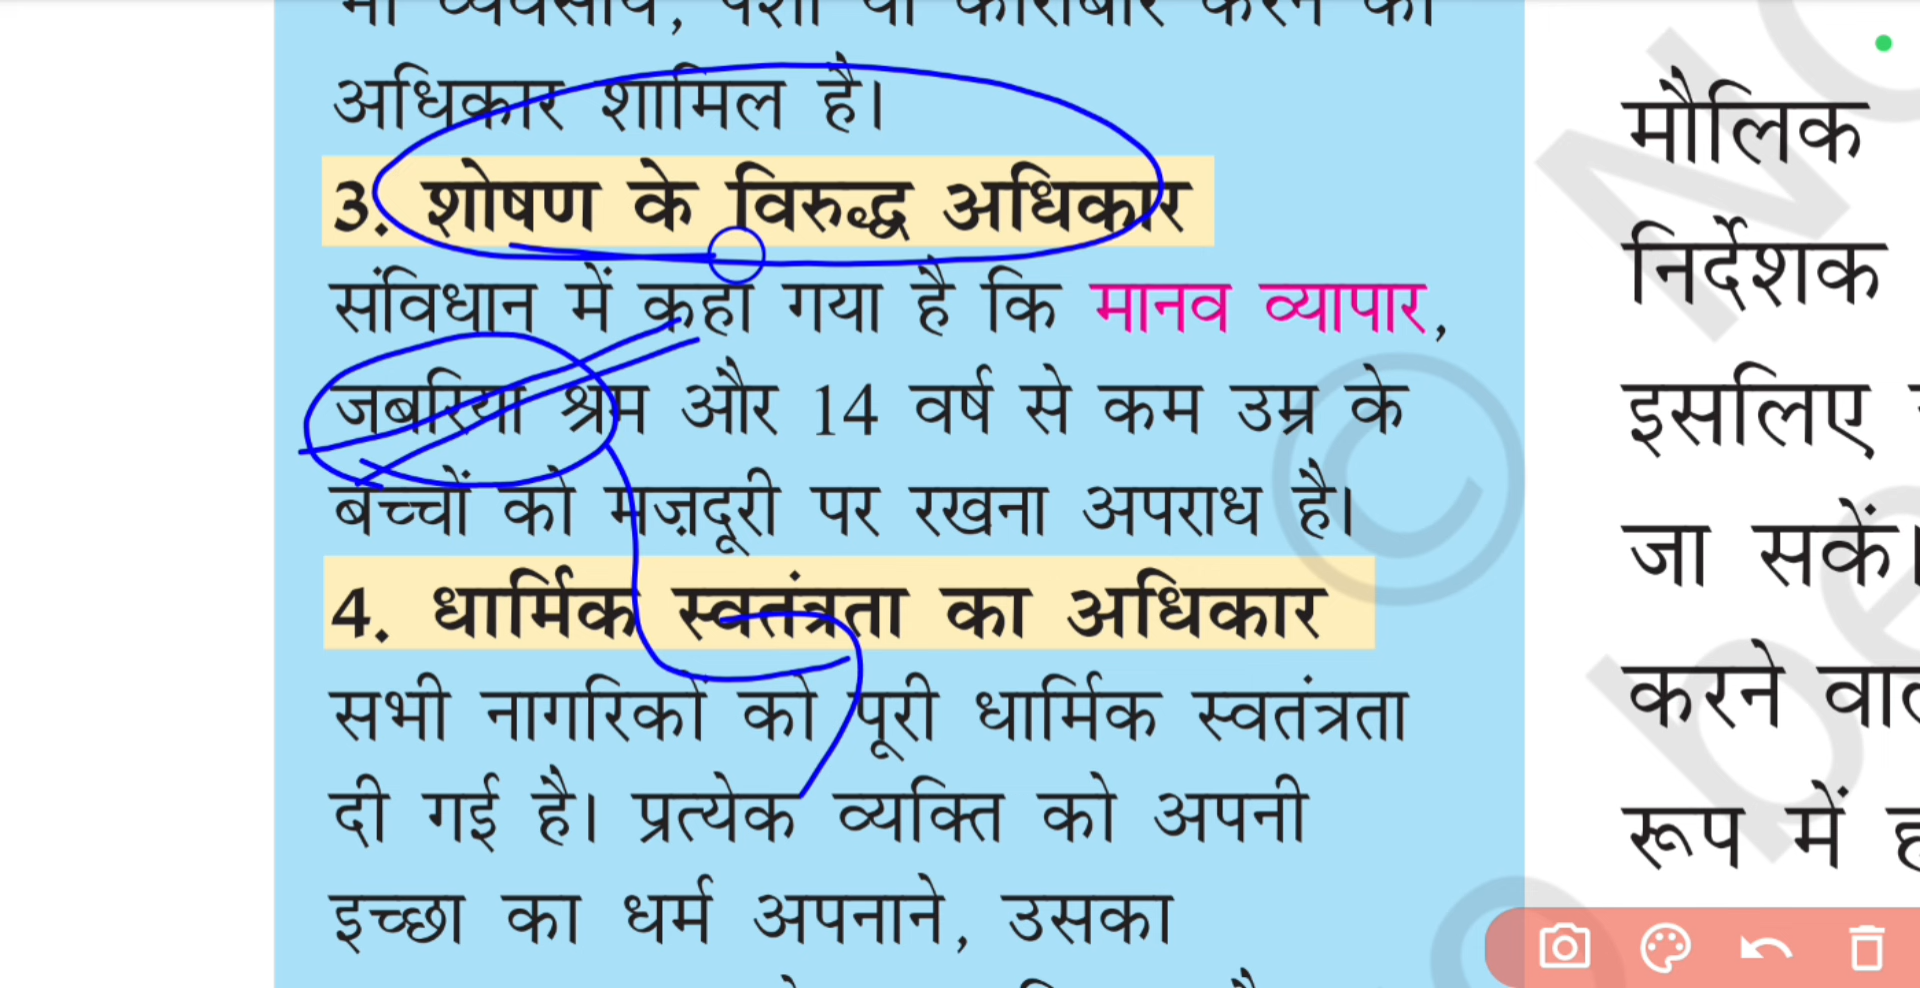 अधिकार शामिल है।
3. शोषण के विरुद्ध अधिकार
संविधान में कहा गया है कि मानव व्यापार,
जबरिया श्रम और 14 वर्ष से कम उम्र के
बच्चों को मज़दूरी पर रखना अपराध है।
4. धार्मिक स्वतंत्रता का अधिकार
सभी नागरिकों को पूरी धार्मिक स्वतंत्रता
दी गई है। प्रत्येक व्यक्ति को अपनी
इच्छा का धर्म अपनाने, उसका
मौलिक
निर्देशक
इसलिए
जा सकें।
करने
रूप में